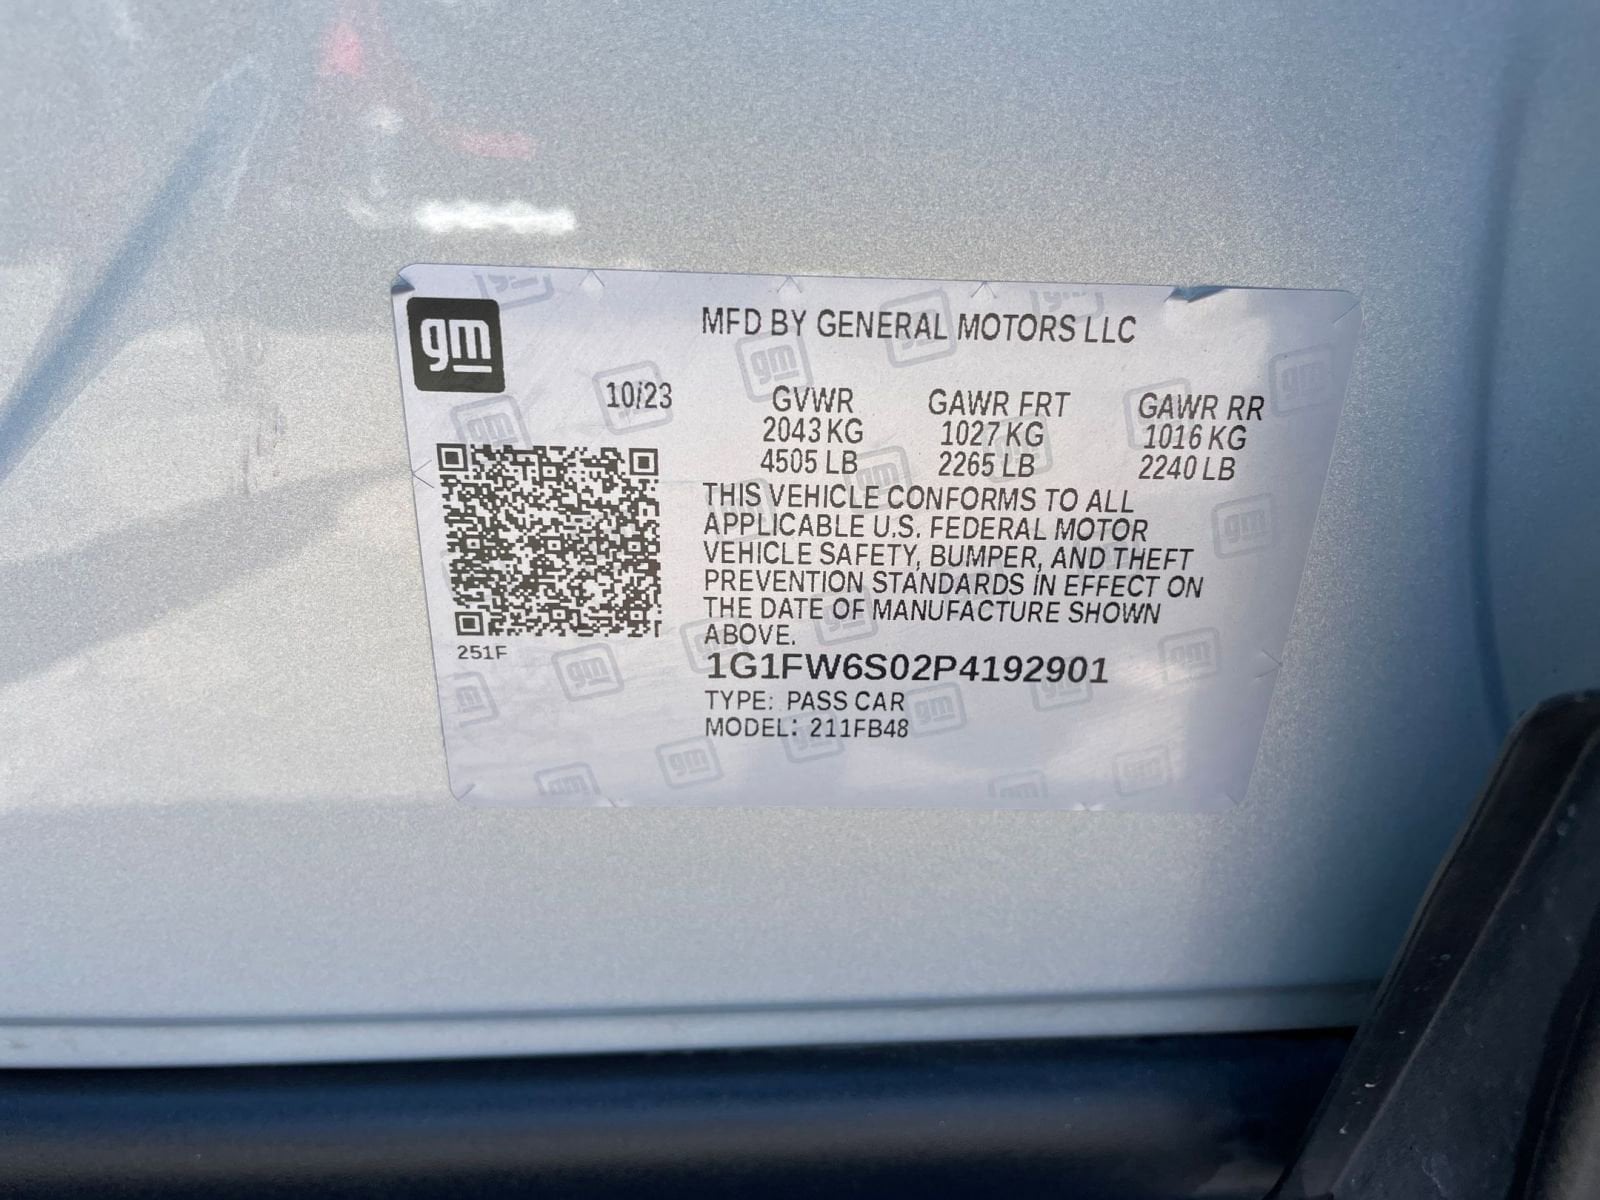 gm
MFD BY GENERAL MOTORS LLC
10/23 GVWR GAWR FRT GAWR RR
2043 KG 1027 KG 1016 KG
4505 LB 2265 LB 2240 LB
THIS VEHICLE CONFORMS TO ALL
APPLICABLE U.S. FEDERAL MOTOR
VEHICLE SAFETY, BUMPER, AND THEFT
PREVENTION STANDARDS IN EFFECT ON
THE DATE OF MANUFACTURE SHOWN
ABOVE.
251F
1G1FW6S02P4192901
TYPE: PASS CAR
MODEL: 211FB48